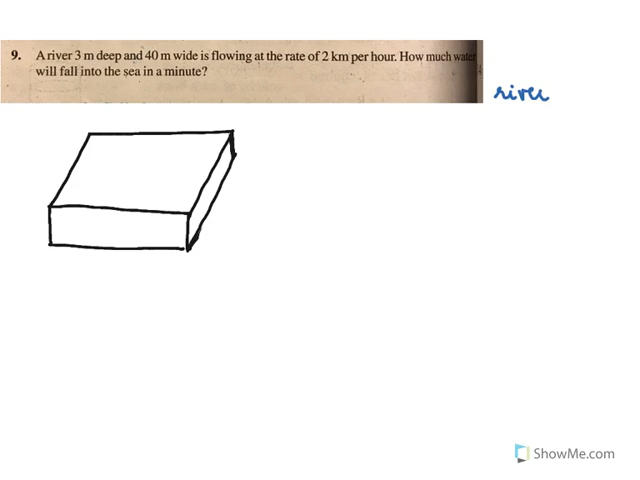 9. A river 3 m deep and 40 m wide is flowing at the rate of 2 km per hour. How much water
will fall into the sea in a minute?
river
ShowMe.com